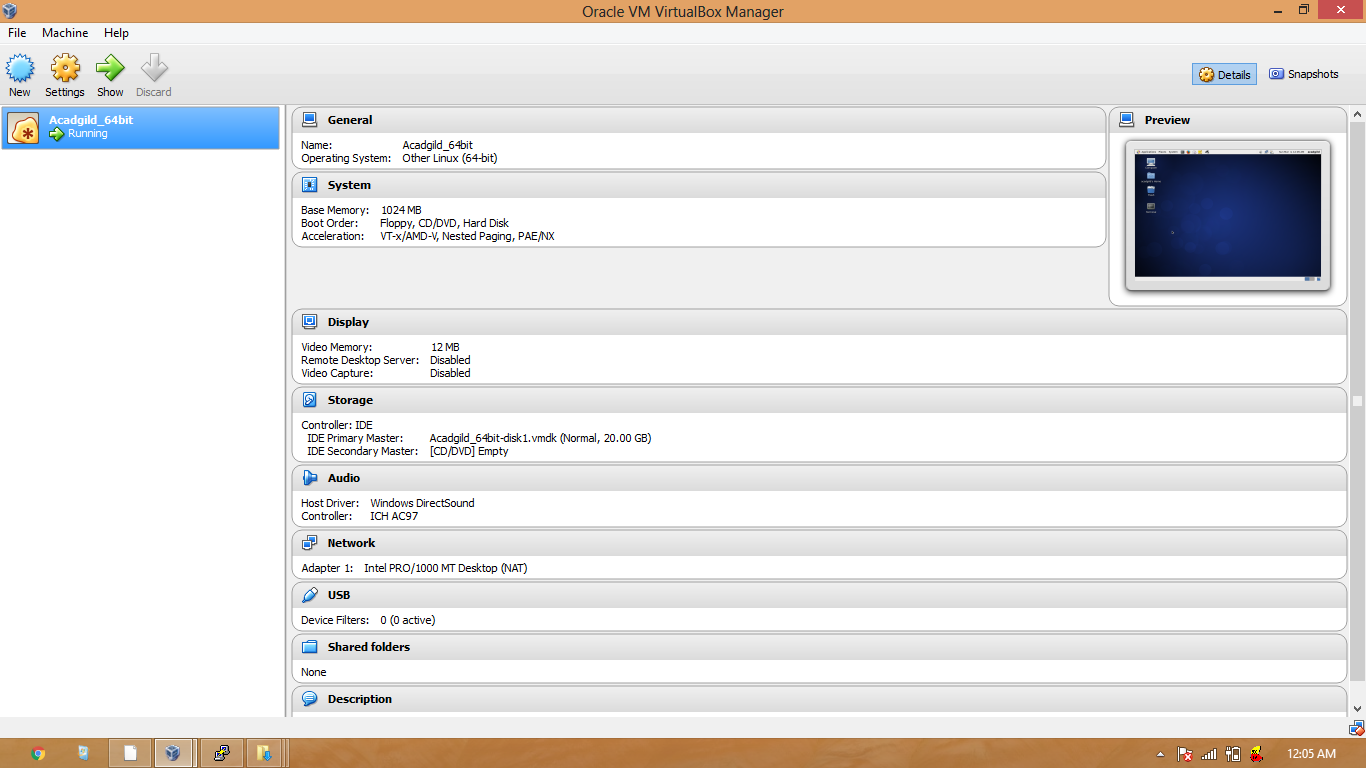 Oracle VM VirtualBox Manager
File Machine Help
New Settings Show Discard
Details Snapshots
Acadgild_64bit
Running
General
Name: Acadgild_64bit
Operating System: Other Linux (64-bit)
System
Base Memory: 1024 MB
Boot Order: Floppy, CD/DVD, Hard Disk
Acceleration: VT-x/AMD-V, Nested Paging, PAE/NX
Preview
Display
Video Memory: 12 MB
Remote Desktop Server: Disabled
Video Capture: Disabled
Storage
Controller: IDE
IDE Primary Master: Acadgild_64bit-disk1.vmdk (Normal, 20.00 GB)
IDE Secondary Master: [CD/DVD] Empty
Audio
Host Driver: Windows DirectSound
Controller: ICH AC97
Network
Adapter 1: Intel PRO/1000 MT Desktop (NAT)
USB
Device Filters: 0 (0 active)
Shared folders
None
Description
12:05 AM